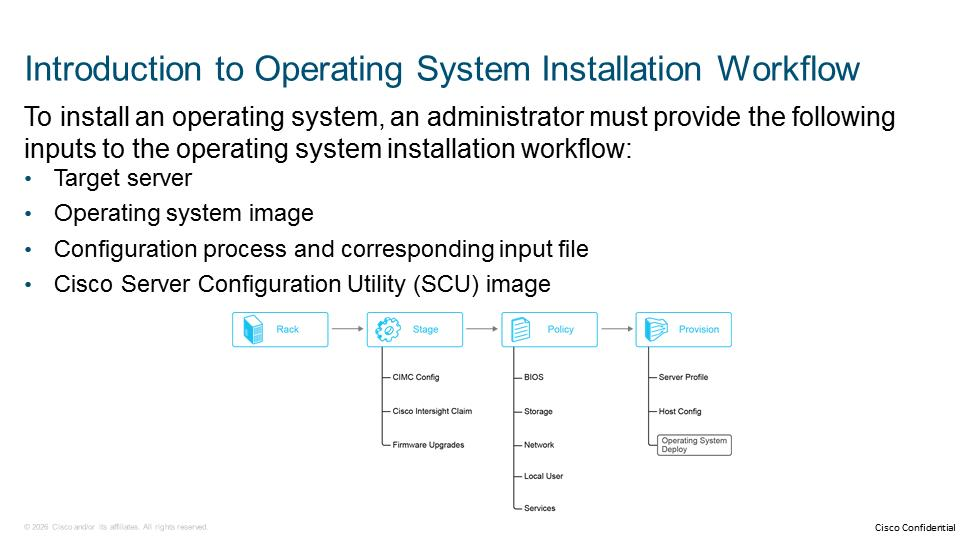 Introduction to Operating System Installation Workflow
To install an operating system, an administrator must provide the following
inputs to the operating system installation workflow:
• Target server
• Operating system image
• Configuration process and corresponding input file
• Cisco Server Configuration Utility (SCU) image
Rack
Stage
Policy
Provision
CIMC Config
Cisco Intersight Claim
Firmware Upgrades
BIOS
Storage
Network
Local User
Services
Server Profile
Host Config
Operating System
Deploy
© 2026 Cisco and/or its affiliates. All rights reserved.
Cisco Confidential